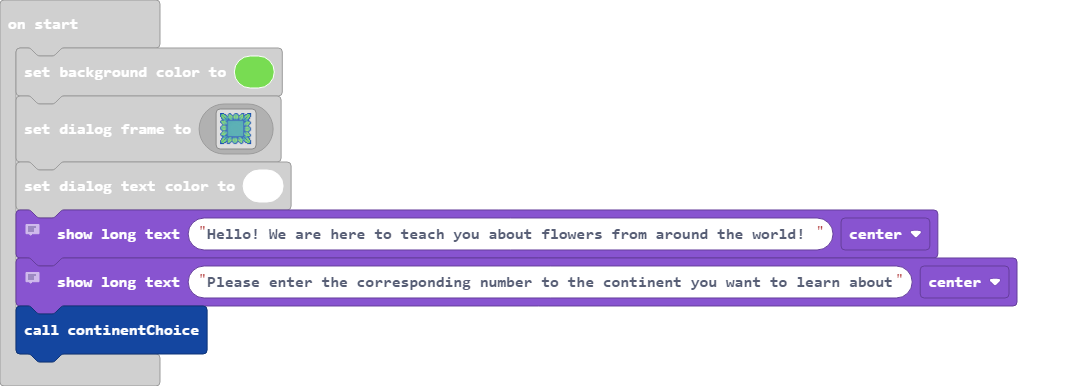 on start
set background color to
set dialog frame to
set dialog text color to
show long text "Hello! We are here to teach you about flowers from around the world! " center
show long text "Please enter the corresponding number to the continent you want to learn about" center
call continentChoice